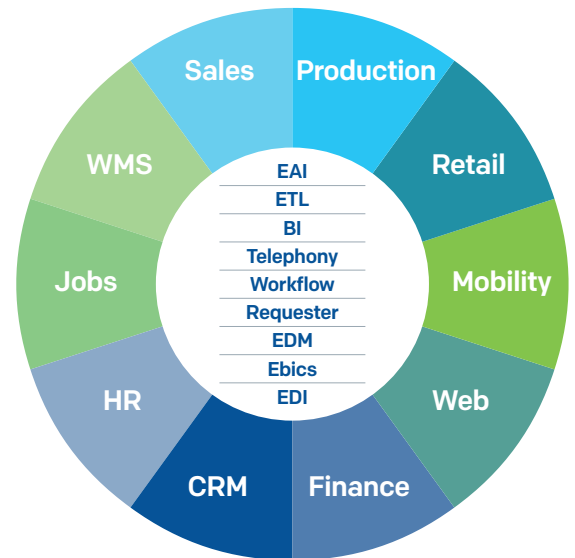 Sales
Production
Retail
Mobility
Web
Finance
CRM
HR
Jobs
WMS
EAI
ETL
BI
Telephony
Workflow
Requester
EDM
Ebics
EDI